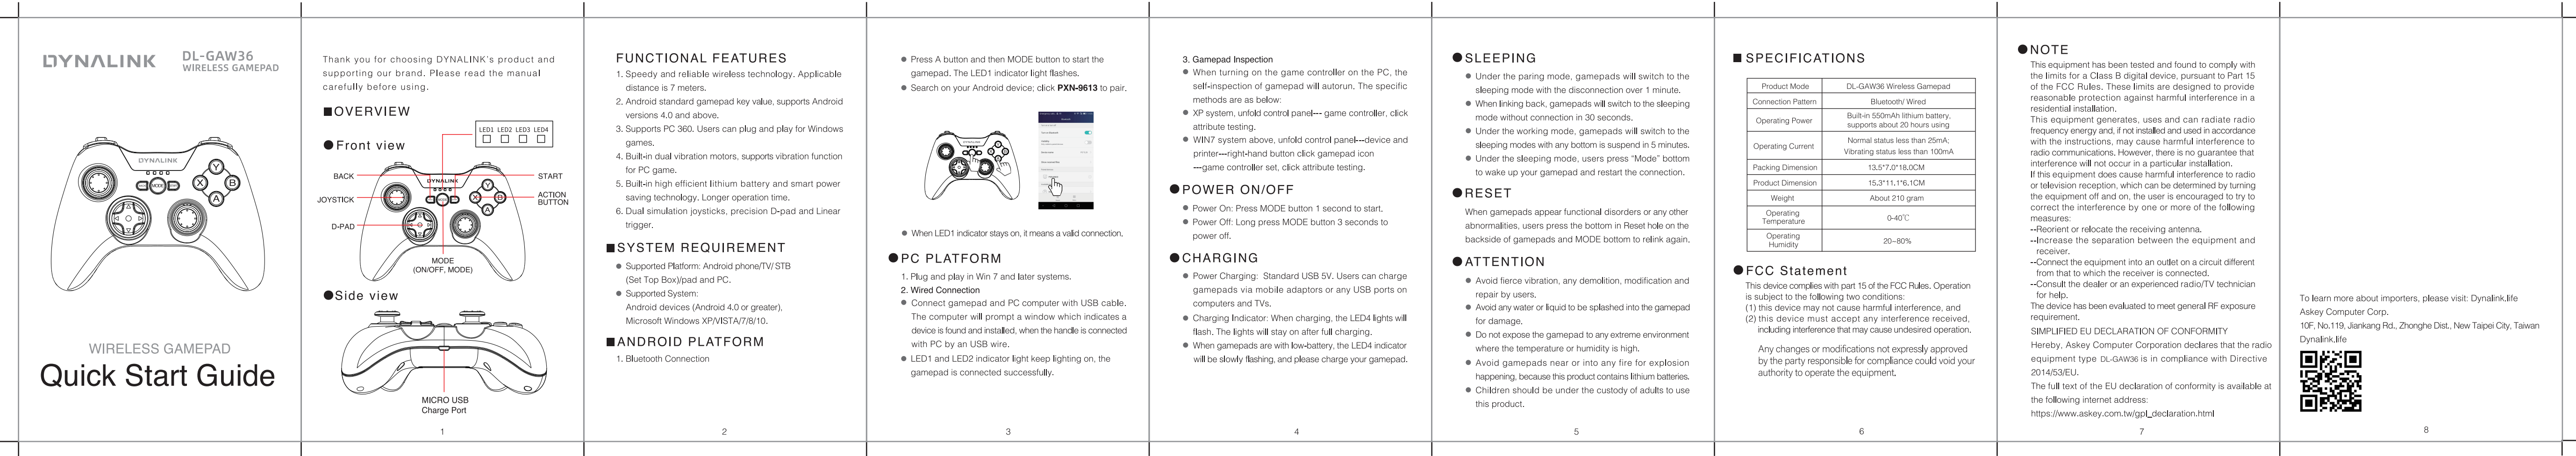 DYNALINK
DL-GAW36
WIRELESS GAMEPAD
DYNALINK
MODE
Y
X
B
A
WIRELESS GAMEPAD
Quick Start Guide
Thank you for choosing DYNALINK's product and
supporting our brand. Please read the manual
carefully before using.
■OVERVIEW
LED1 LED2 LED3 LED4
●Front view
BACK
START
JOYSTICK
ACTION
BUTTON
D-PAD
DYNALINK
Y
X
B
A
MODE
(ON/OFF, MODE)
●Side view
MICRO USB
Charge Port
1
FUNCTIONAL FEATURES
1. Speedy and reliable wireless technology. Applicable
distance is 7 meters.
2. Android standard gamepad key value, supports Android
versions 4.0 and above.
3. Supports PC 360. Users can plug and play for Windows
games.
4. Built-in dual vibration motors, supports vibration function
for PC game.
5. Built-in high efficient lithium battery and smart power
saving technology. Longer operation time.
6. Dual simulation joysticks, precision D-pad and Linear
trigger.
■SYSTEM REQUIREMENT
● Supported Platform: Android phone/TV/ STB
(Set Top Box)/pad and PC.
● Supported System:
Android devices (Android 4.0 or greater),
Microsoft Windows XP/VISTA/7/8/10.
■ANDROID PLATFORM
1. Bluetooth Connection
2
● Press A button and then MODE button to start the
gamepad. The LED1 indicator light flashes.
● Search on your Android device; click PXN-9613 to pair.
● When LED1 indicator stays on, it means a valid connection.
●PC PLATFORM
1. Plug and play in Win 7 and later systems.
2. Wired Connection
● Connect gamepad and PC computer with USB cable.
The computer will prompt a window which indicates a
device is found and installed, when the handle is connected
with PC by an USB wire.
● LED1 and LED2 indicator light keep lighting on, the
gamepad is connected successfully.
3
3. Gamepad Inspection
● When turning on the game controller on the PC, the
self-inspection of gamepad will autorun. The specific
methods are as below:
● XP system, unfold control panel--- game controller, click
attribute testing.
● WIN7 system above, unfold control panel---device and
printer---right-hand button click gamepad icon
---game controller set, click attribute testing.
●POWER ON/OFF
● Power On: Press MODE button 1 second to start.
● Power Off: Long press MODE button 3 seconds to
power off.
●CHARGING
● Power Charging: Standard USB 5V. Users can charge
gamepads via mobile adaptors or any USB ports on
computers and TVs.
● Charging Indicator: When charging, the LED4 lights will
flash. The lights will stay on after full charging.
● When gamepads are with low-battery, the LED4 indicator
will be slowly flashing, and please charge your gamepad.
4
●SLEEPING
● Under the paring mode, gamepads will switch to the
sleeping mode with the disconnection over 1 minute.
● When linking back, gamepads will switch to the sleeping
mode without connection in 30 seconds.
● Under the working mode, gamepads will switch to the
sleeping modes with any bottom is suspend in 5 minutes.
● Under the sleeping mode, users press "Mode" bottom
to wake up your gamepad and restart the connection.
●RESET
When gamepads appear functional disorders or any other
abnormalities, users press the bottom in Reset hole on the
backside of gamepads and MODE bottom to relink again.
●ATTENTION
● Avoid fierce vibration, any demolition, modification and
repair by users.
● Avoid any water or liquid to be splashed into the gamepad
for damage.
● Do not expose the gamepad to any extreme environment
where the temperature or humidity is high.
● Avoid gamepads near or into any fire for explosion
happening, because this product contains lithium batteries.
● Children should be under the custody of adults to use
this product.
5
■ SPECIFICATIONS
Product Mode DL-GAW36 Wireless Gamepad
Connection Pattern Bluetooth/ Wired
Operating Power Built-in 550mAh lithium battery,
supports about 20 hours using
Operating Current Normal status less than 25mA;
Vibrating status less than 100mA
Packing Dimension 13.5*7.0*18.0CM
Product Dimension 15.3*11.1*6.1CM
Weight About 210 gram
Operating
Temperature 0-40℃
Operating
Humidity 20~80%
●FCC Statement
This device complies with part 15 of the FCC Rules. Operation
is subject to the following two conditions:
(1) this device may not cause harmful interference, and
(2) this device must accept any interference received,
including interference that may cause undesired operation.
Any changes or modifications not expressly approved
by the party responsible for compliance could void your
authority to operate the equipment.
6
●NOTE
This equipment has been tested and found to comply with
the limits for a Class B digital device, pursuant to Part 15
of the FCC Rules. These limits are designed to provide
reasonable protection against harmful interference in a
residential installation.
This equipment generates, uses and can radiate radio
frequency energy and, if not installed and used in accordance
with the instructions, may cause harmful interference to
radio communications. However, there is no guarantee that
interference will not occur in a particular installation.
If this equipment does cause harmful interference to radio
or television reception, which can be determined by turning
the equipment off and on, the user is encouraged to try to
correct the interference by one or more of the following
measures:
--Reorient or relocate the receiving antenna.
--Increase the separation between the equipment and
receiver.
--Connect the equipment into an outlet on a circuit different
from that to which the receiver is connected.
--Consult the dealer or an experienced radio/TV technician
for help.
The device has been evaluated to meet general RF exposure
requirement.
SIMPLIFIED EU DECLARATION OF CONFORMITY
Hereby, Askey Computer Corporation declares that the radio
equipment type DL-GAW36 is in compliance with Directive
2014/53/EU.
The full text of the EU declaration of conformity is available at
the following internet address:
https://www.askey.com.tw/gpl_declaration.html
7
To learn more about importers, please visit: Dynalink.life
Askey Computer Corp.
10F, No.119, Jiankang Rd., Zhonghe Dist., New Taipei City, Taiwan
Dynalink.life
8